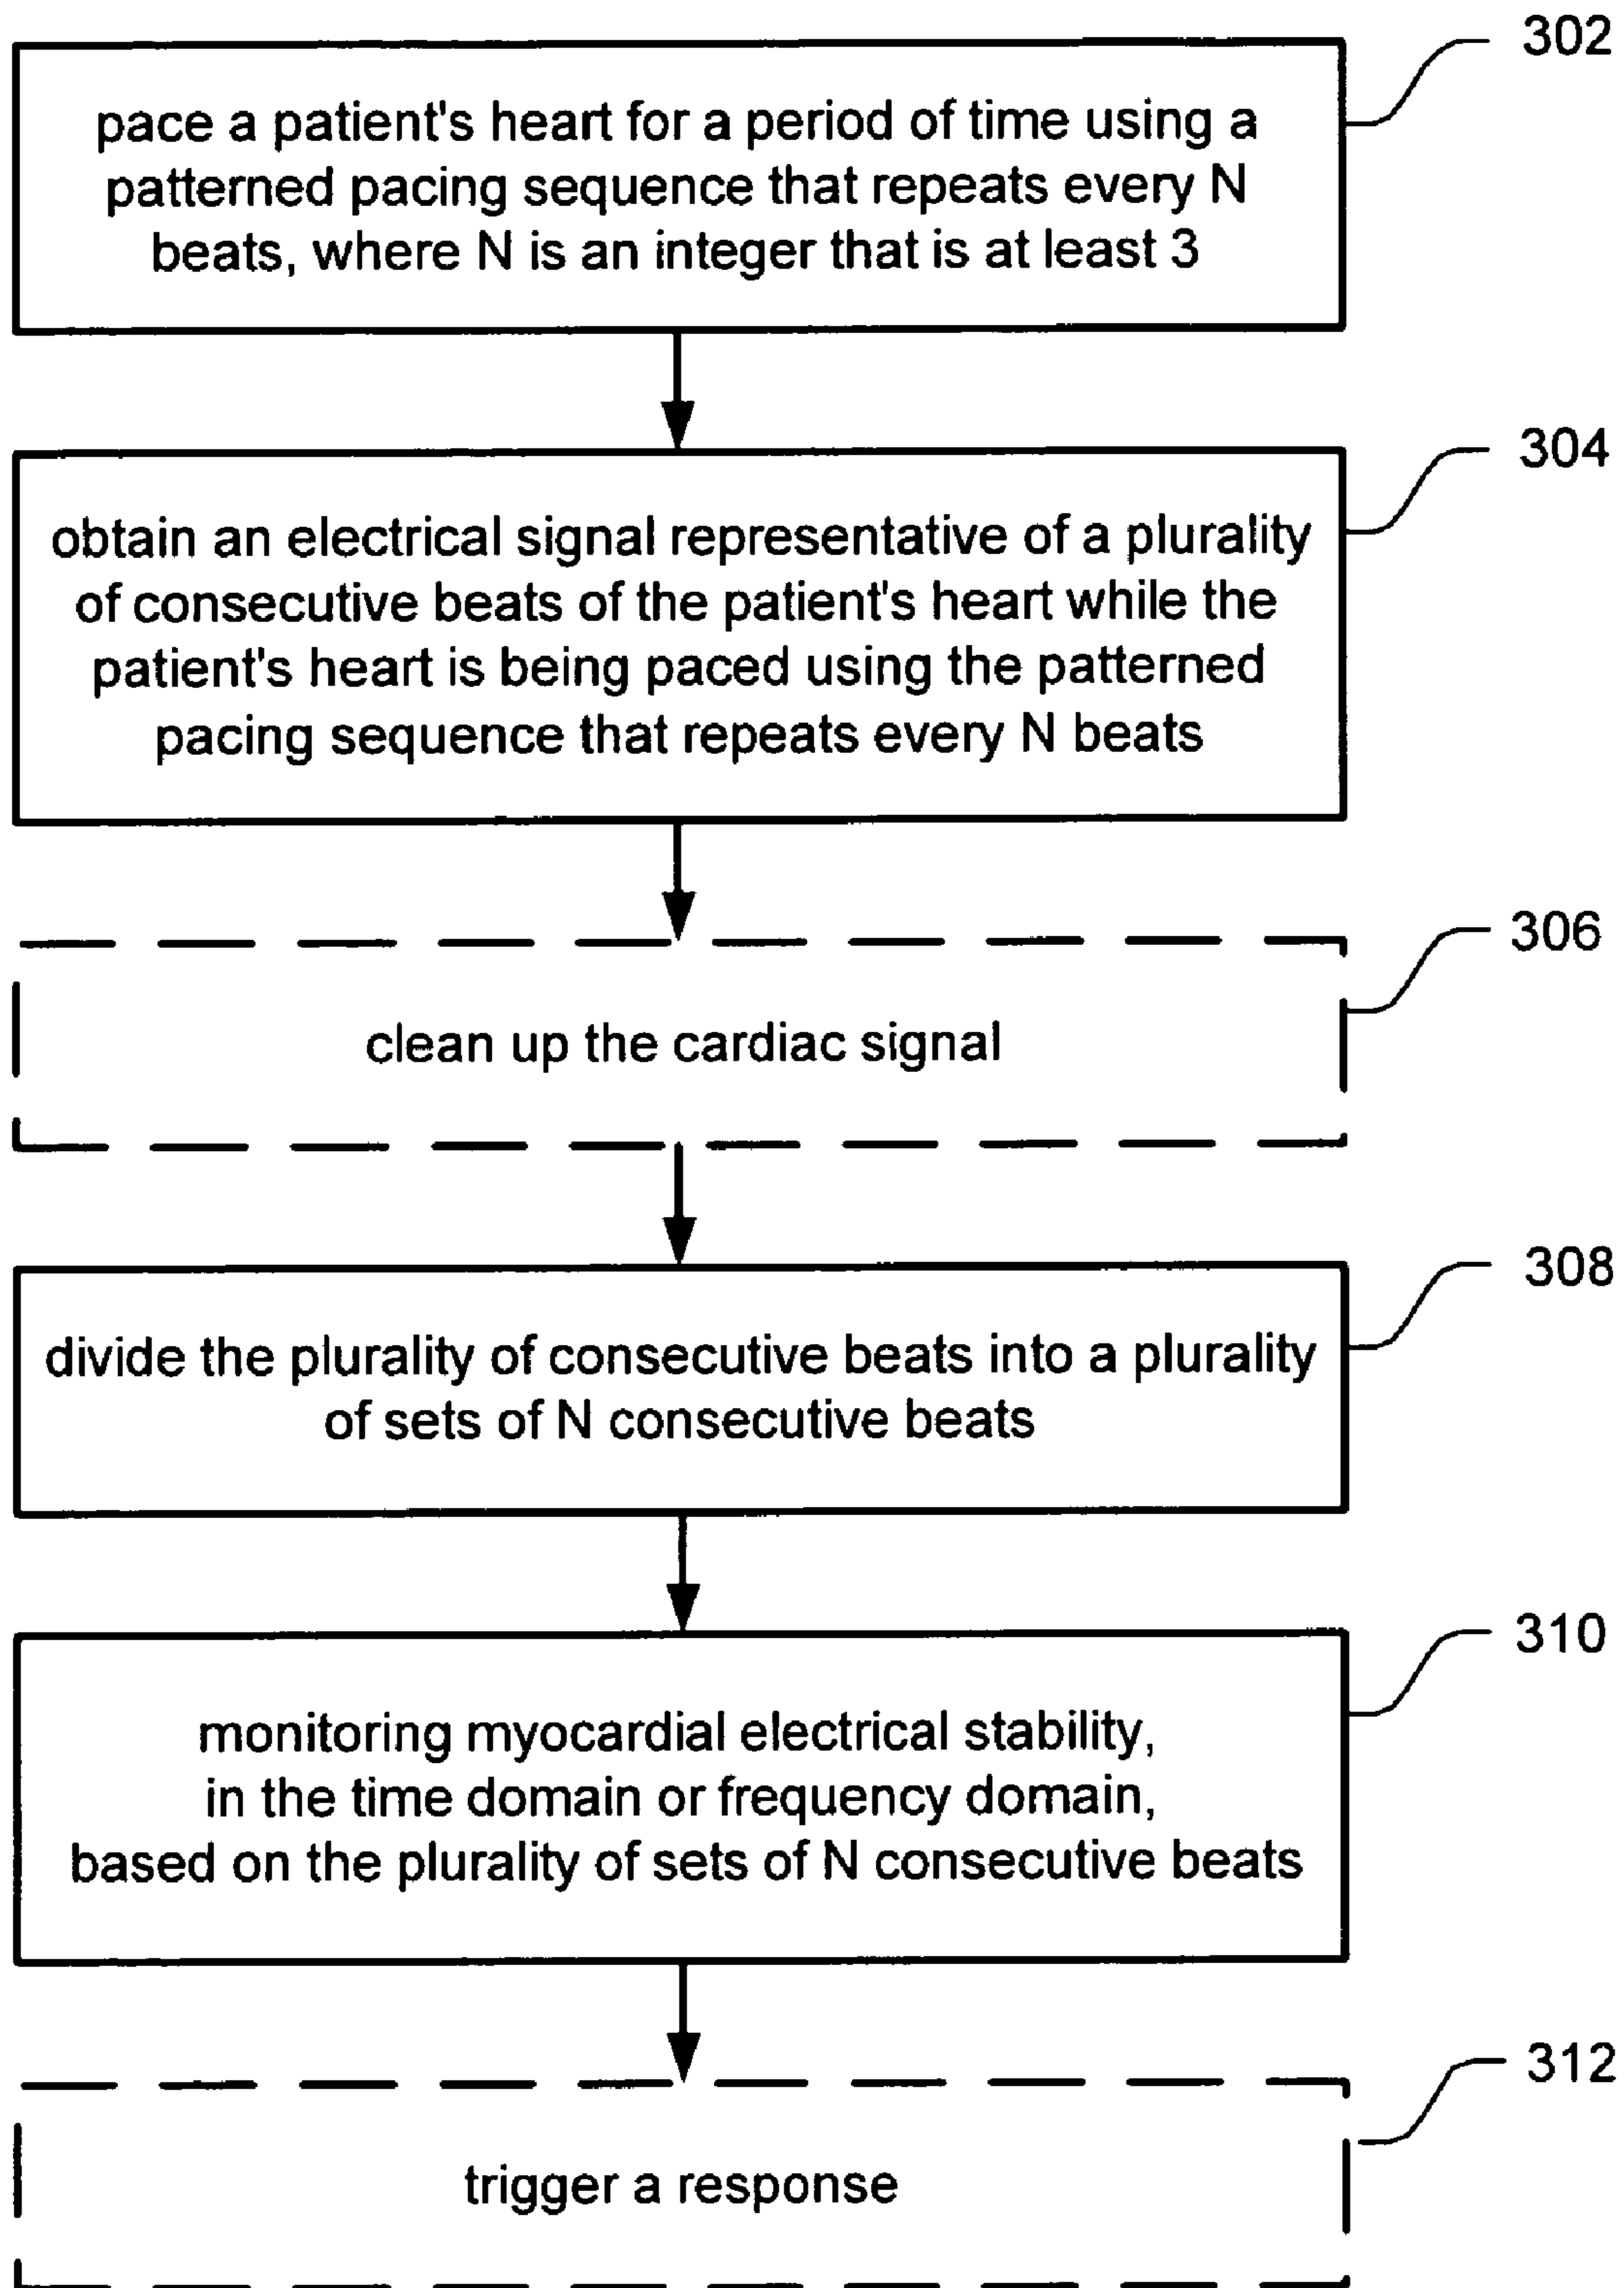 302
pace a patient's heart for a period of time using a
patterned pacing sequence that repeats every N
beats, where N is an integer that is at least 3
304
obtain an electrical signal representative of a plurality
of consecutive beats of the patient's heart while the
patient's heart is being paced using the patterned
pacing sequence that repeats every N beats
306
clean up the cardiac signal
308
divide the plurality of consecutive beats into a plurality
of sets of N consecutive beats
310
monitoring myocardial electrical stability,
in the time domain or frequency domain,
based on the plurality of sets of N consecutive beats
312
trigger a response